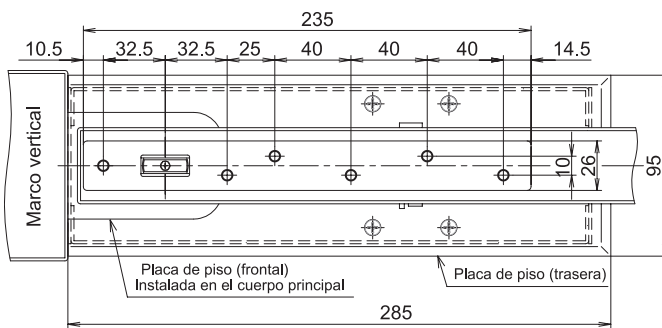 235
10.5 32.5 32.5 25 40 40 40 14.5
Marco vertical
10 26 95
Placa de piso (frontal)
Instalada en el cuerpo principal
Placa de piso (trasera)
285